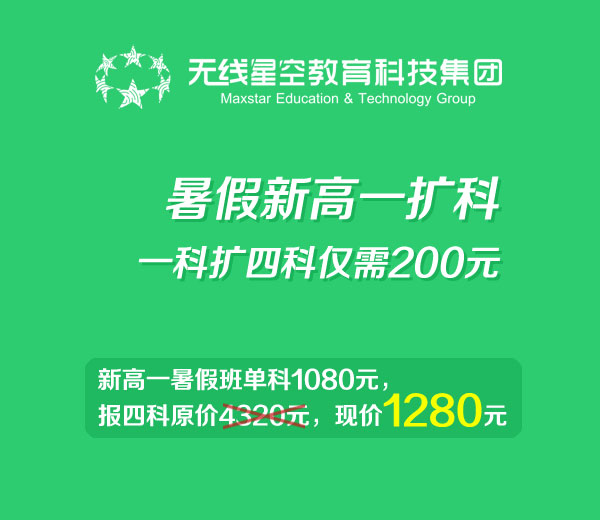 无线星空教育科技集团
Maxstar Education & Technology Group
暑假新高一扩科
一科扩四科仅需200元
新高一暑假班单科1080元，
报四科原价4320元，现价1280元